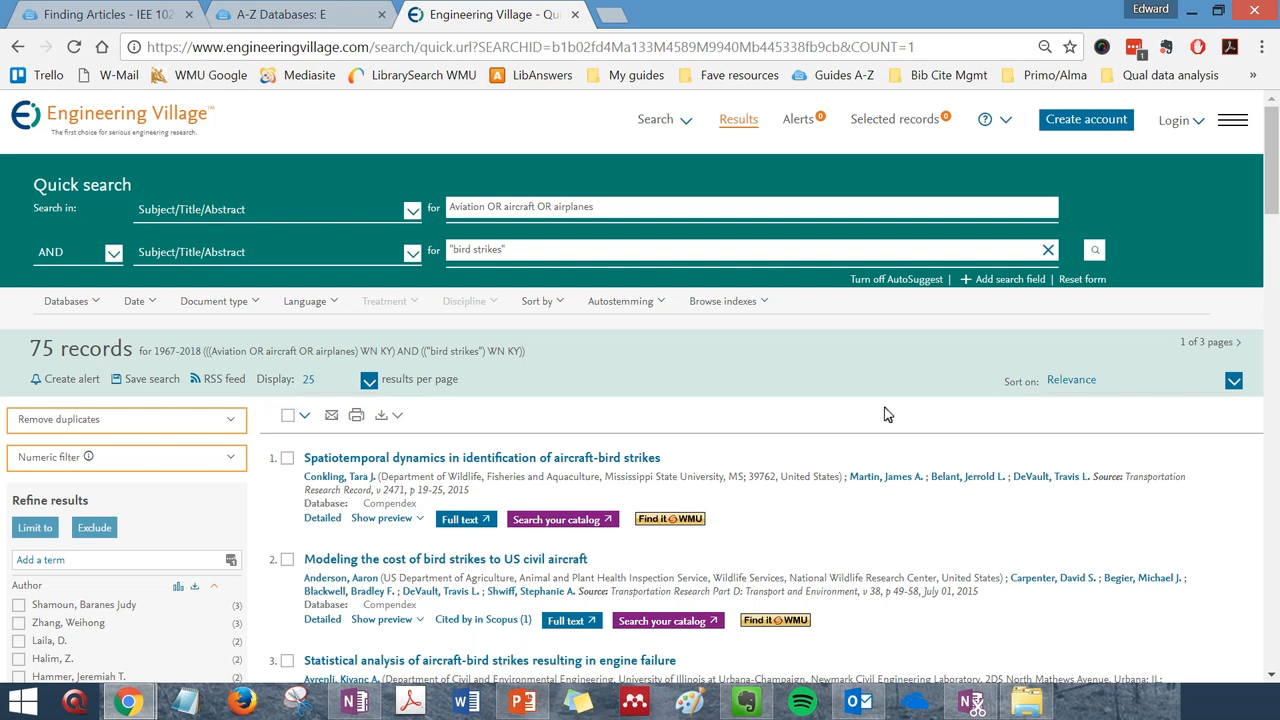 Finding Articles - IEE 102
A-Z Databases: E
Engineering Village - Qui
Edward
https://www.engineeringvillage.com/search/quick.url?SEARCHID=b1b02fd4Ma133M4589M9940Mb445338fb9cb&COUNT=1
1
Trello
W-Mail
WMU Google
Mediasite
LibrarySearch WMU
LibAnswers
My guides
Fave resources
Guides A-Z
Bib Cite Mgmt
Primo/Alma
Qual data analysis
»
Engineering Village™
The first choice for serious engineering research.
Search
Results
Alerts 0
Selected records 0
?
Create account
Login
Quick search
Search in:
Subject/Title/Abstract
for
Aviation OR aircraft OR airplanes
AND
Subject/Title/Abstract
for
"bird strikes"
Turn off AutoSuggest |
+ Add search field |
Reset form
Databases
Date
Document type
Language
Treatment
Discipline
Sort by
Autostemming
Browse indexes
75 records for 1967-2018 (((Aviation OR aircraft OR airplanes) WN KY) AND (("bird strikes") WN KY))
1 of 3 pages >
Create alert
Save search
RSS feed
Display: 25 results per page
Sort on: Relevance
Remove duplicates
Numeric filter
Refine results
Limit to
Exclude
Add a term
Author
Shamoun, Baranes Judy (3)
Zhang, Weihong (3)
Laila, D. (2)
Halim, Z. (2)
Hammer, Jeremiah T. (2)
1. Spatiotemporal dynamics in identification of aircraft-bird strikes
Conkling, Tara J. (Department of Wildlife, Fisheries and Aquaculture, Mississippi State University, MS; 39762, United States) ; Martin, James A. ; Belant, Jerrold L. ; DeVault, Travis L. Source: Transportation
Research Record, v 2471, p 19-25, 2015
Database: Compendex
Detailed Show preview Full text Search your catalog Find it @ WMU
2. Modeling the cost of bird strikes to US civil aircraft
Anderson, Aaron (US Department of Agriculture, Animal and Plant Health Inspection Service, Wildlife Services, National Wildlife Research Center, United States) ; Carpenter, David S. ; Begier, Michael J. ;
Blackwell, Bradley F. ; DeVault, Travis L. ; Shwiff, Stephanie A. Source: Transportation Research Part D: Transport and Environment, v 38, p 49-58, July 01, 2015
Database: Compendex
Detailed Show preview Cited by in Scopus (1) Full text Search your catalog Find it @ WMU
3. Statistical analysis of aircraft-bird strikes resulting in engine failure